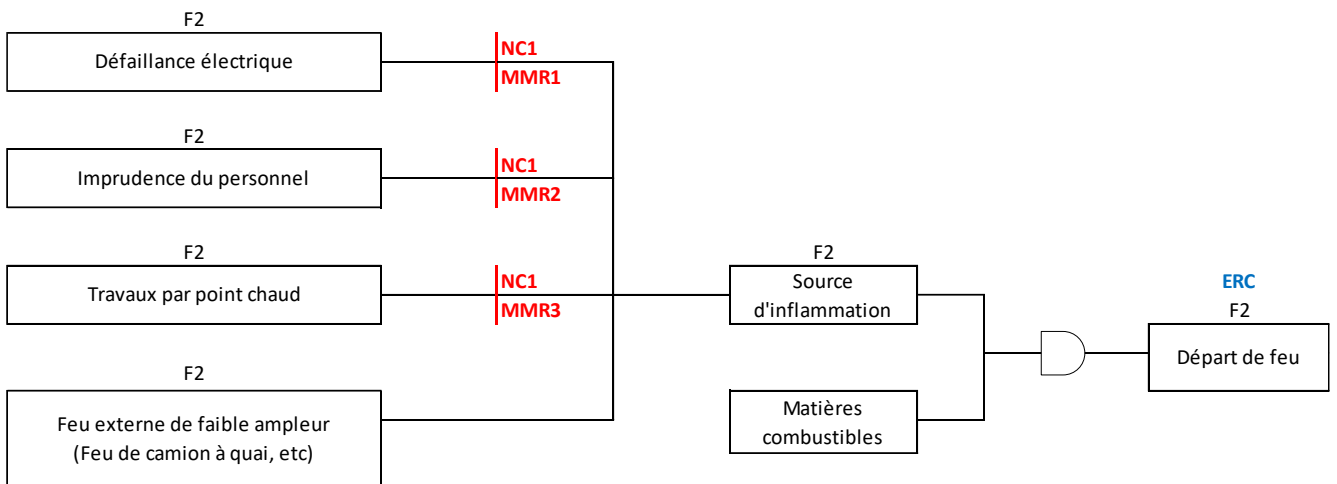 F2
Défaillance électrique
NC1
MMR1
F2
Imprudence du personnel
NC1
MMR2
F2
Travaux par point chaud
NC1
MMR3
F2
Feu externe de faible ampleur
(Feu de camion à quai, etc)
F2
Source
d'inflammation
Matières
combustibles
ERC
F2
Départ de feu